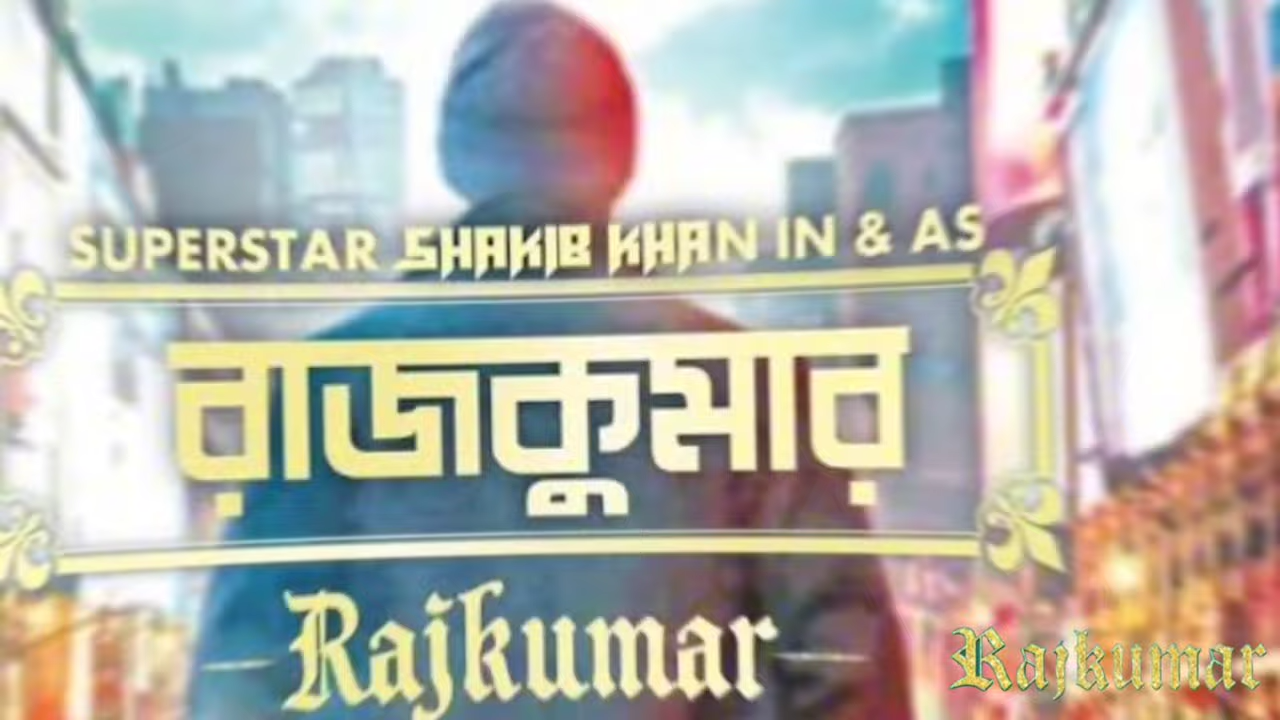 SUPERSTAR SHAKIB KHAN IN & AS
রাজকুমার
Rajkumar
Rajkumar